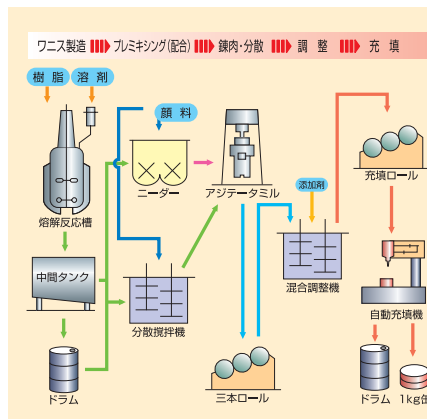 ワニス製造 プレミキシング(配合) 錬肉・分散 調整 充填
樹脂 溶剤
顔料
添加剤
溶解反応槽
ニーダー
アジテータミル
充填ロール
中間タンク
分散撹拌機
混合調整機
自動充填機
ドラム
三本ロール
ドラム
1kg缶